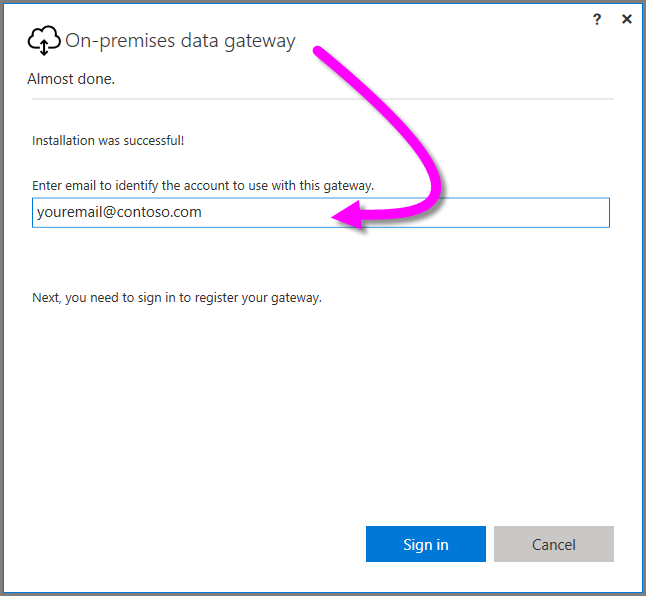 ?
On-premises data gateway
Almost done.
Installation was successful!
Enter email to identify the account to use with this gateway.
youremail@contoso.com
Next, you need to sign in to register your gateway.
Sign in
Cancel